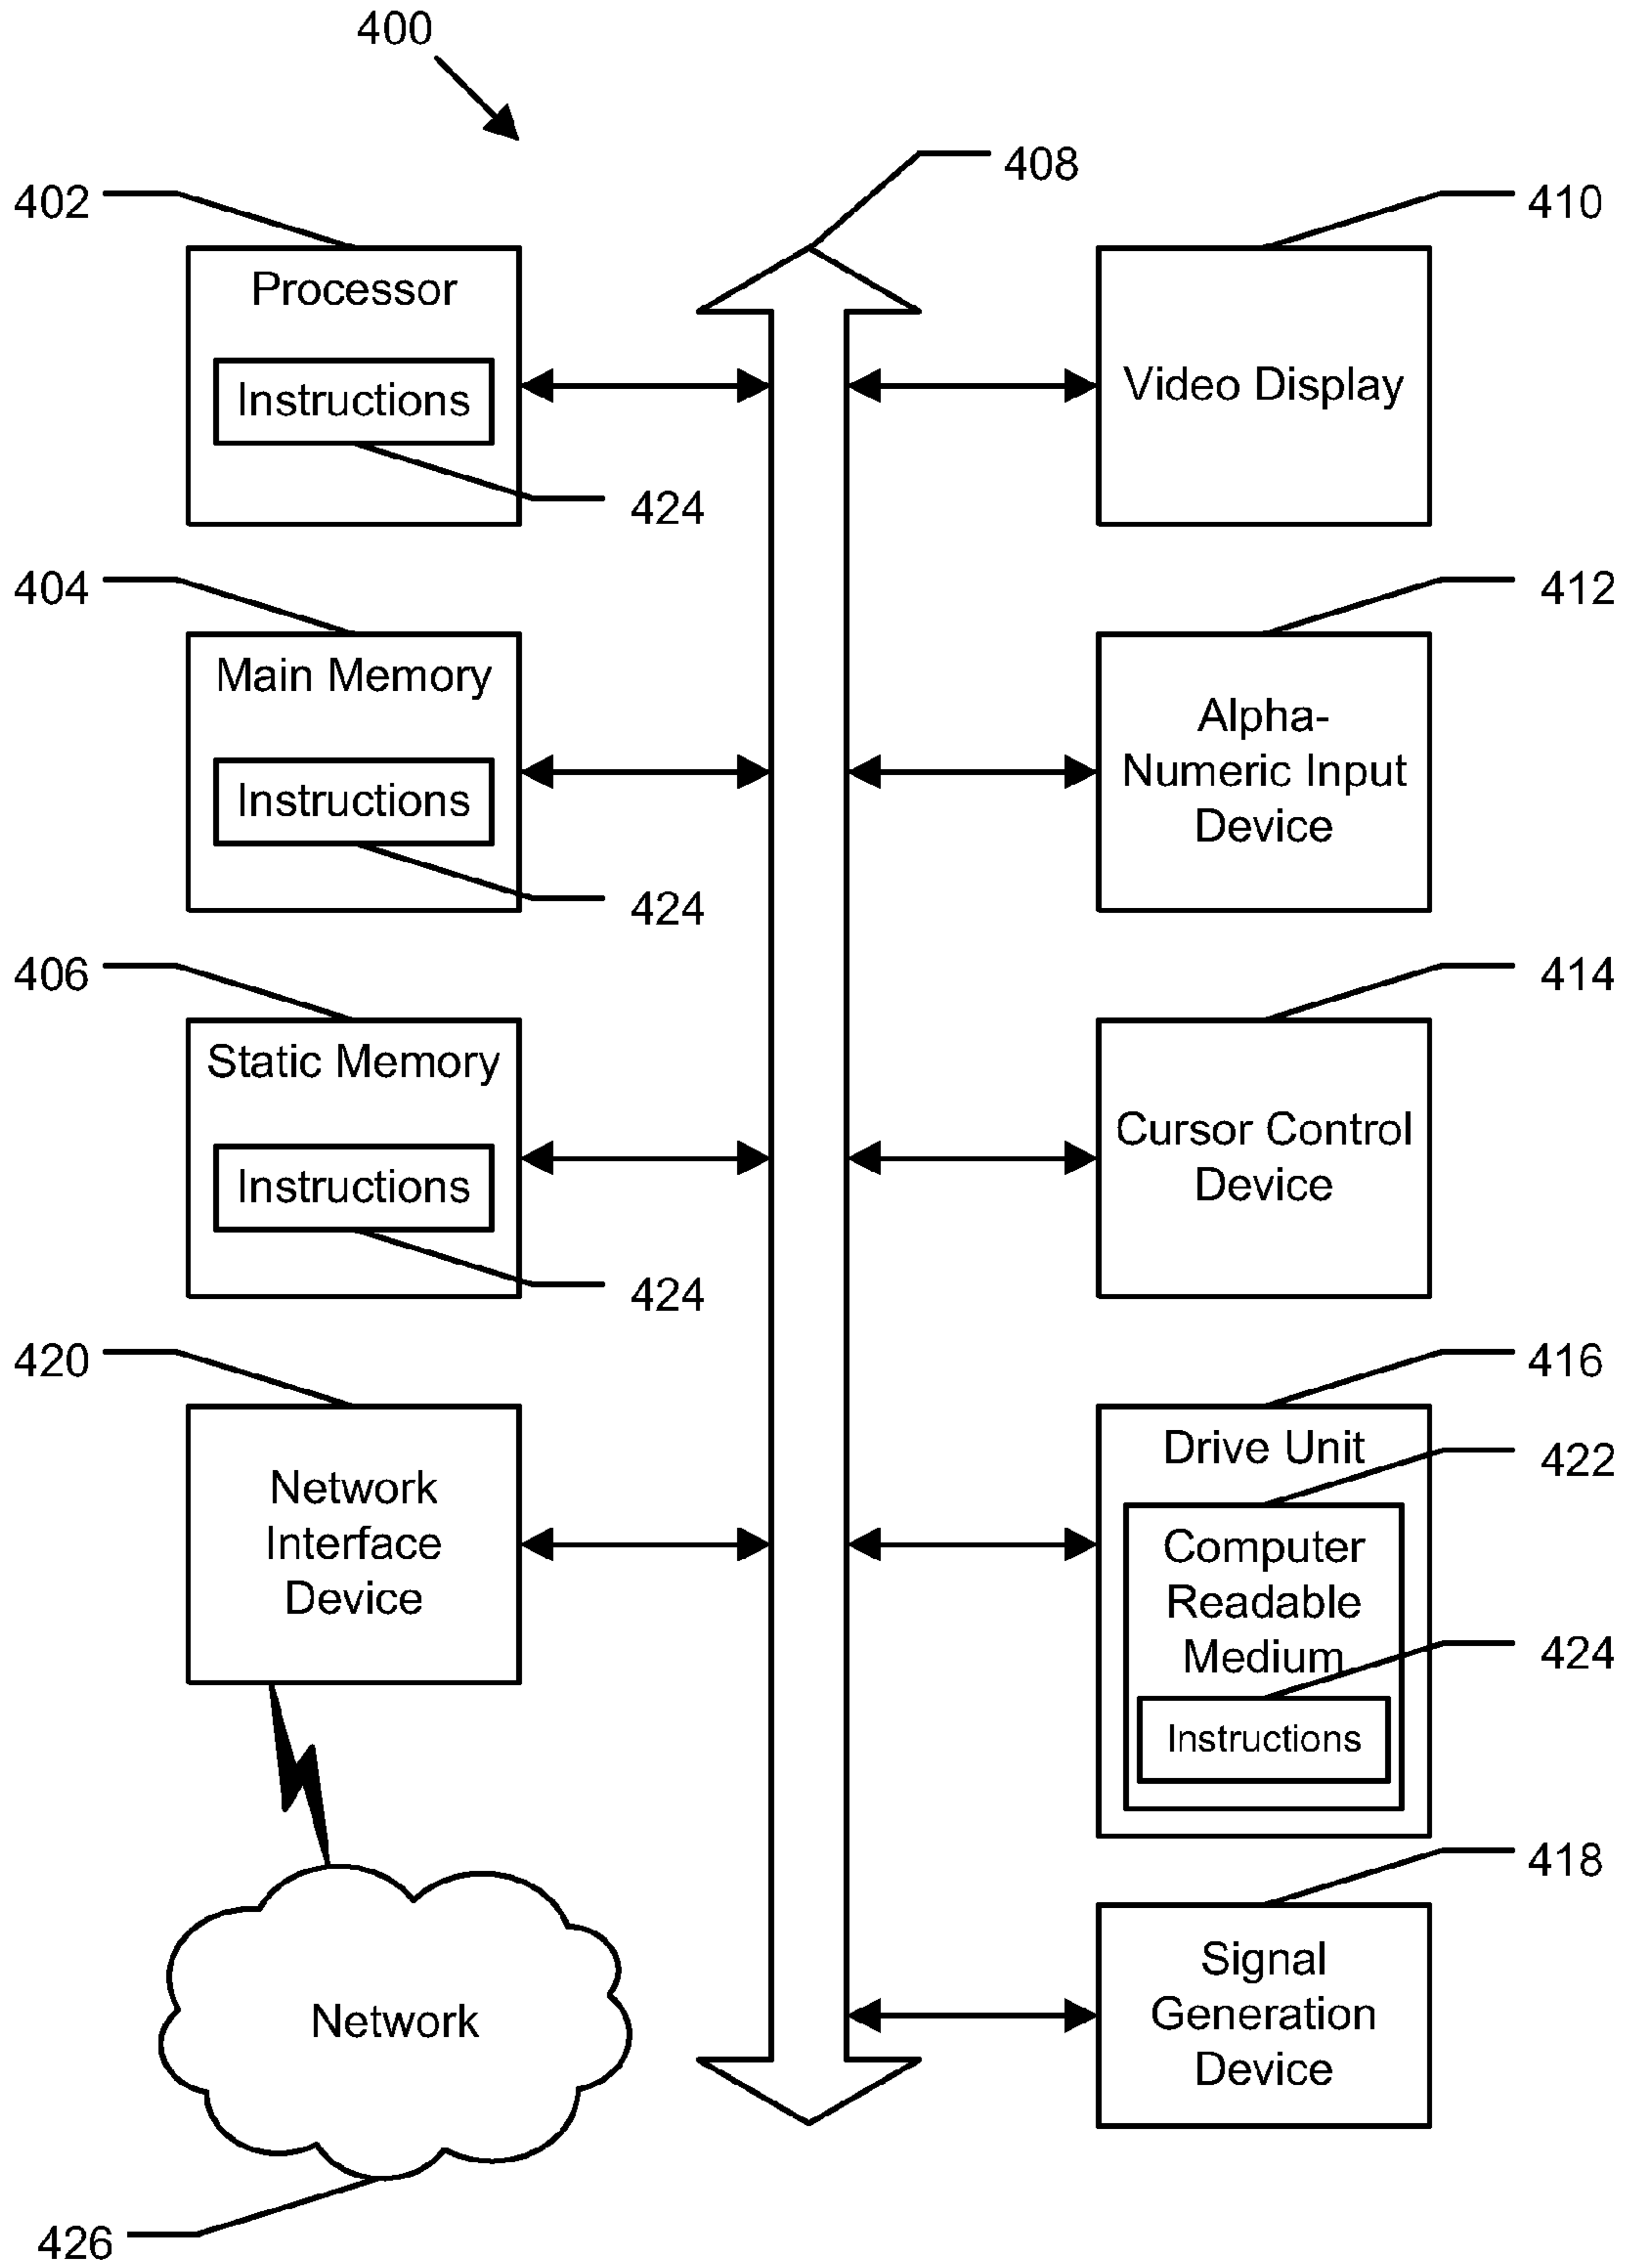 400
408
402
410
Processor
Instructions
424
Video Display
404
412
Main Memory
Instructions
424
Alpha-
Numeric Input
Device
406
414
Static Memory
Instructions
424
Cursor Control
Device
420
416
Network
Interface
Device
Drive Unit
422
Computer
Readable
Medium
424
Instructions
418
Network
Signal
Generation
Device
426